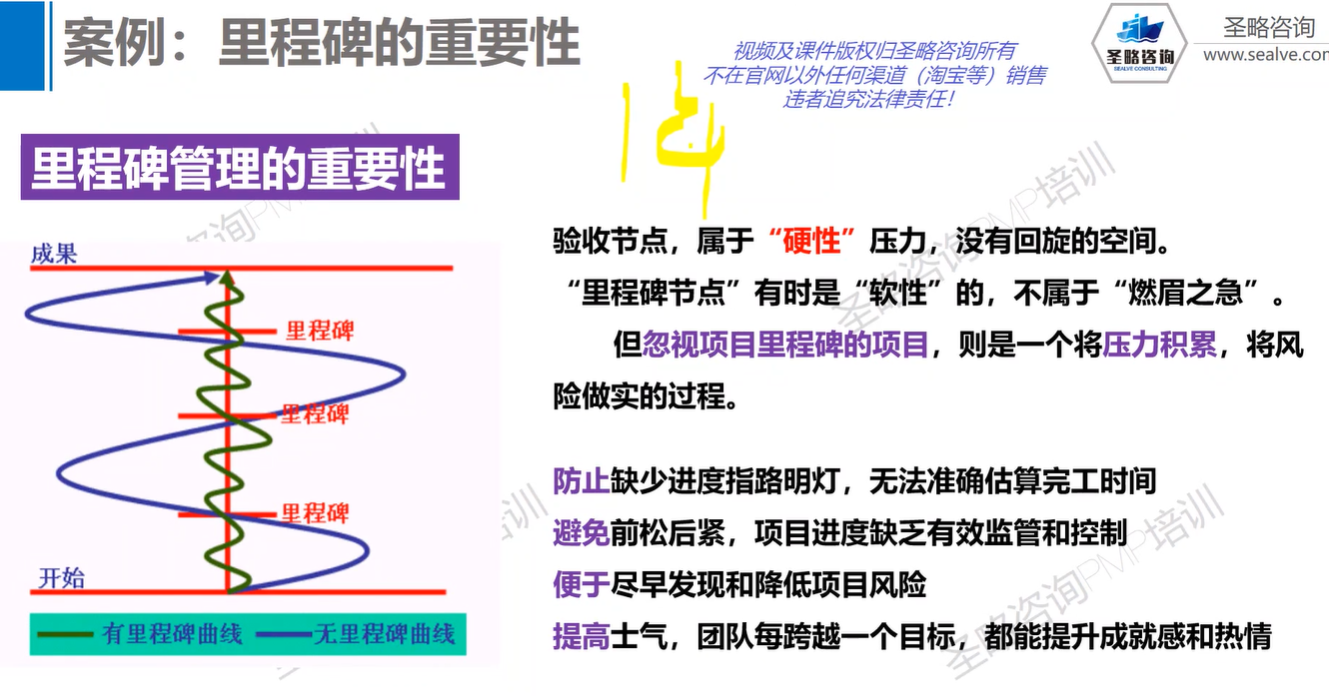 案例：里程碑的重要性
视频及课件版权归圣略咨询所有
不在官网以外任何渠道（淘宝等）销售
违者追究法律责任！
圣略咨询
SEALVE CONSULTING
圣略咨询
www.sealve.com
里程碑管理的重要性
成果
里程碑
里程碑
里程碑
开始
有里程碑曲线 无里程碑曲线
验收节点，属于“硬性”压力，没有回旋的空间。
“里程碑节点”有时是“软性”的，不属于“燃眉之急”。
但忽视项目里程碑的项目，则是一个将压力积累，将风
险做实的过程。
防止缺少进度指路明灯，无法准确估算完工时间
避免前松后紧，项目进度缺乏有效监管和控制
便于尽早发现和降低项目风险
提高士气，团队每跨越一个目标，都能提升成就感和热情
圣略咨询PMP培训
圣略咨询PMP培训